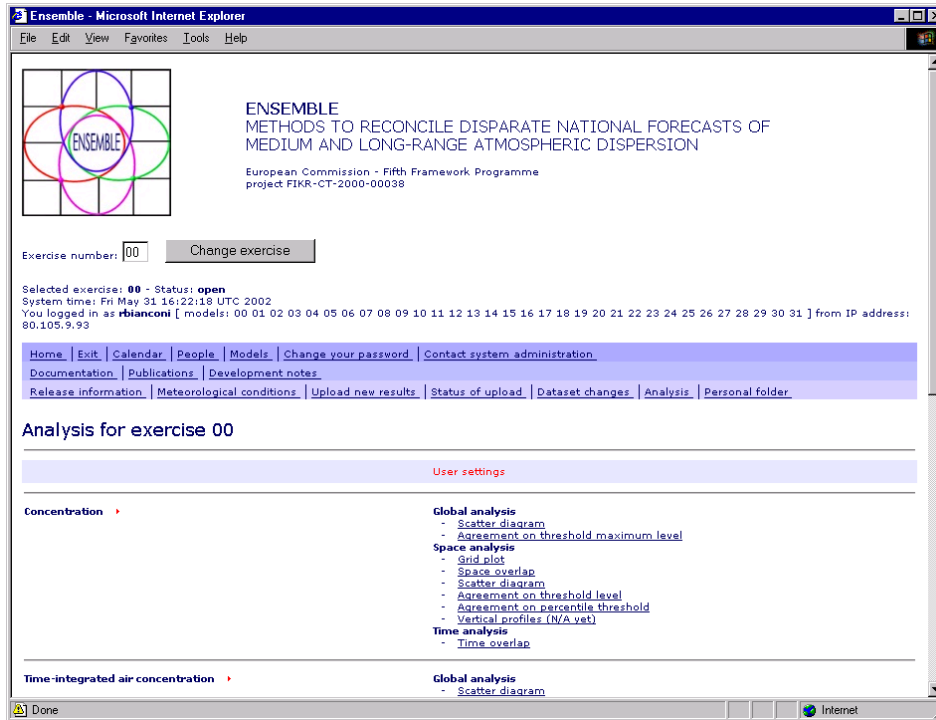 Ensemble - Microsoft Internet Explorer
File Edit View Favorites Tools Help
ENSEMBLE
ENSEMBLE
METHODS TO RECONCILE DISPARATE NATIONAL FORECASTS OF
MEDIUM AND LONG-RANGE ATMOSPHERIC DISPERSION
European Commission - Fifth Framework Programme
project FIKR-CT-2000-00038
Exercise number: 00 Change exercise
Selected exercise: 00 - Status: open
System time: Fri May 31 16:22:18 UTC 2002
You logged in as rbianconi [ models: 00 01 02 03 04 05 06 07 08 09 10 11 12 13 14 15 16 17 18 19 20 21 22 23 24 25 26 27 28 29 30 31 ] from IP address:
80.105.9.93
Home | Exit | Calendar | People | Models | Change your password | Contact system administration
Documentation | Publications | Development notes
Release information | Meteorological conditions | Upload new results | Status of upload | Dataset changes | Analysis | Personal folder
Analysis for exercise 00
User settings
Concentration
Global analysis
- Scatter diagram
- Agreement on threshold maximum level
Space analysis
- Grid plot
- Space overlap
- Scatter diagram
- Agreement on threshold level
- Agreement on percentile threshold
- Vertical profiles (N/A yet)
Time analysis
- Time overlap
Time-integrated air concentration
Global analysis
- Scatter diagram
Done
Internet